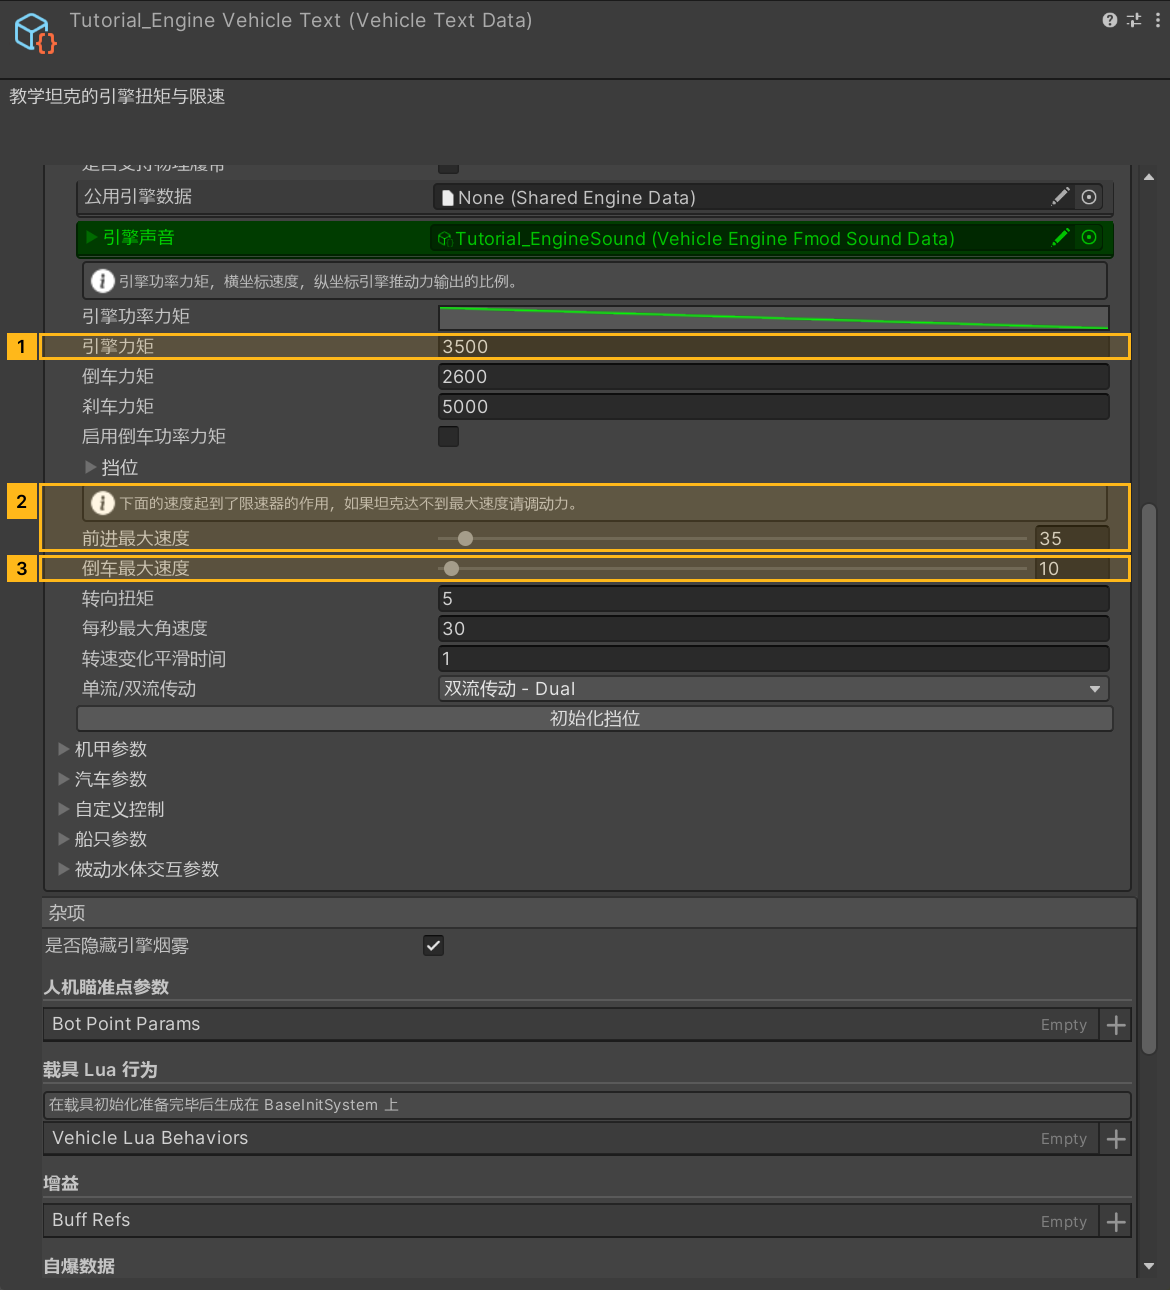 Tutorial_Engine Vehicle Text (Vehicle Text Data)
教学坦克的引擎扭矩与限速
公用引擎数据
None (Shared Engine Data)
引擎声音
Tutorial_EngineSound (Vehicle Engine Fmod Sound Data)
引擎功率力矩，横坐标速度，纵坐标引擎推动力输出的比例。
引擎功率力矩
1
引擎力矩
3500
倒车力矩
2600
刹车力矩
5000
启用倒车功率力矩
挡位
2
下面的速度起到了限速器的作用，如果坦克达不到最大速度请调动力。
前进最大速度
35
3
倒车最大速度
10
转向扭矩
5
每秒最大角速度
30
转速变化平滑时间
1
单流/双流传动
双流传动 - Dual
初始化挡位
机甲参数
汽车参数
自定义控制
船只参数
被动水体交互参数
杂项
是否隐藏引擎烟雾
人机瞄准点参数
Bot Point Params
Empty
载具 Lua 行为
在载具初始化准备完毕后生成在 BaseInitSystem 上
Vehicle Lua Behaviors
Empty
增益
Buff Refs
Empty
自爆数据